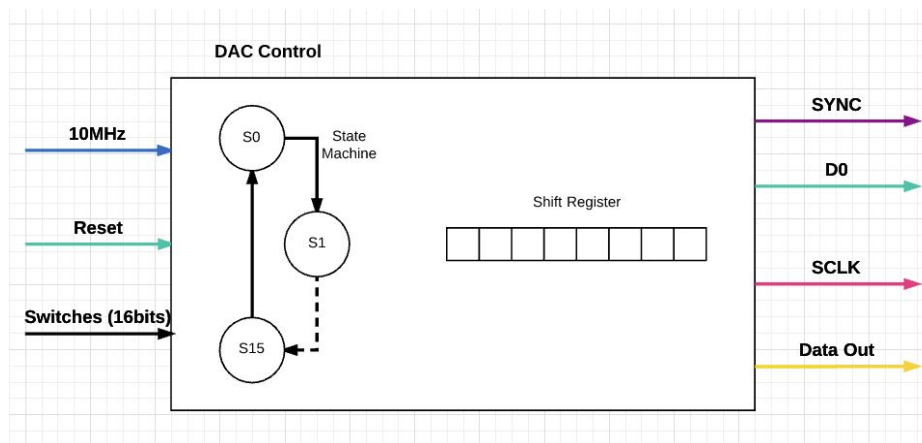 DAC Control
SYNC
10MHz
S0
State
Machine
D0
Shift Register
Reset
S1
SCLK
Switches (16bits)
S15
Data Out